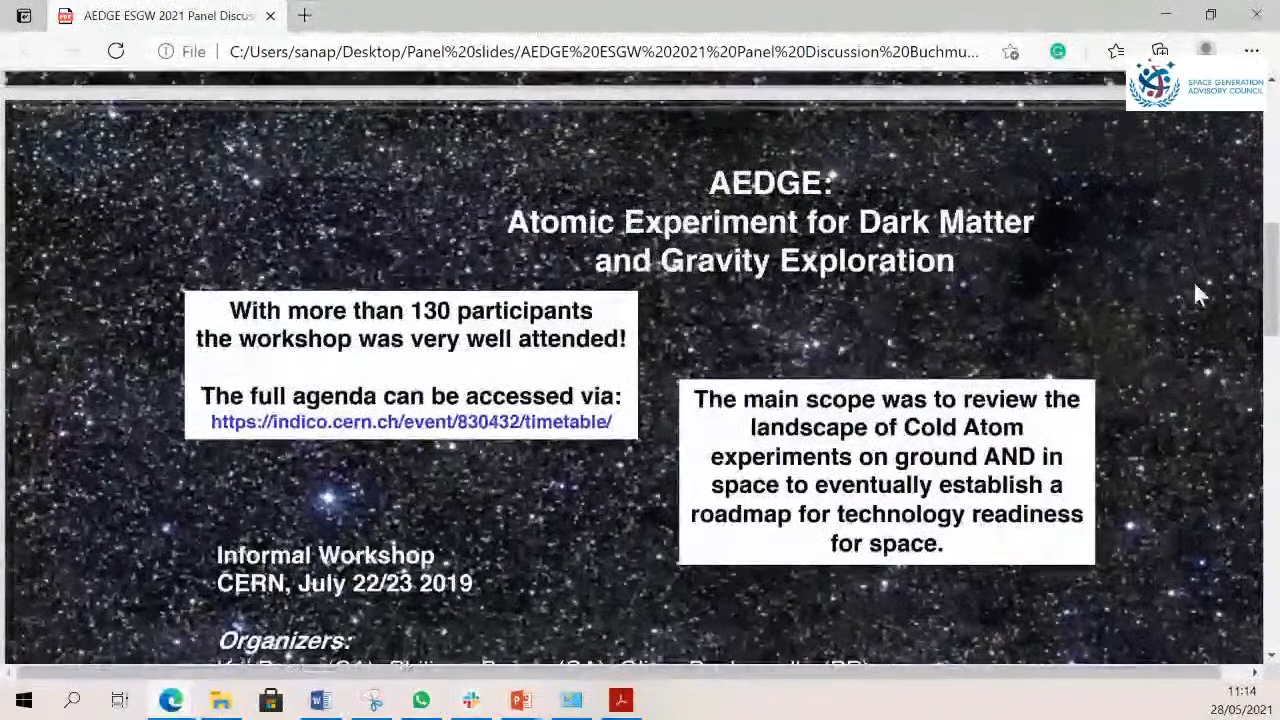 AEDGE ESGW 2021 Panel Discus
File
C:/Users/sanap/Desktop/Panel%20slides/AEDGE%20ESGW%202021%20Panel%20Discussion%20Buchmu...
SPACE GENERATION
ADVISORY COUNCIL
AEDGE:
Atomic Experiment for Dark Matter
and Gravity Exploration
With more than 130 participants
the workshop was very well attended!
The full agenda can be accessed via:
https://indico.cern.ch/event/830432/timetable/
The main scope was to review the
landscape of Cold Atom
experiments on ground AND in
space to eventually establish a
roadmap for technology readiness
for space.
Informal Workshop
CERN, July 22/23 2019
Organizers:
11:14
28/05/2021